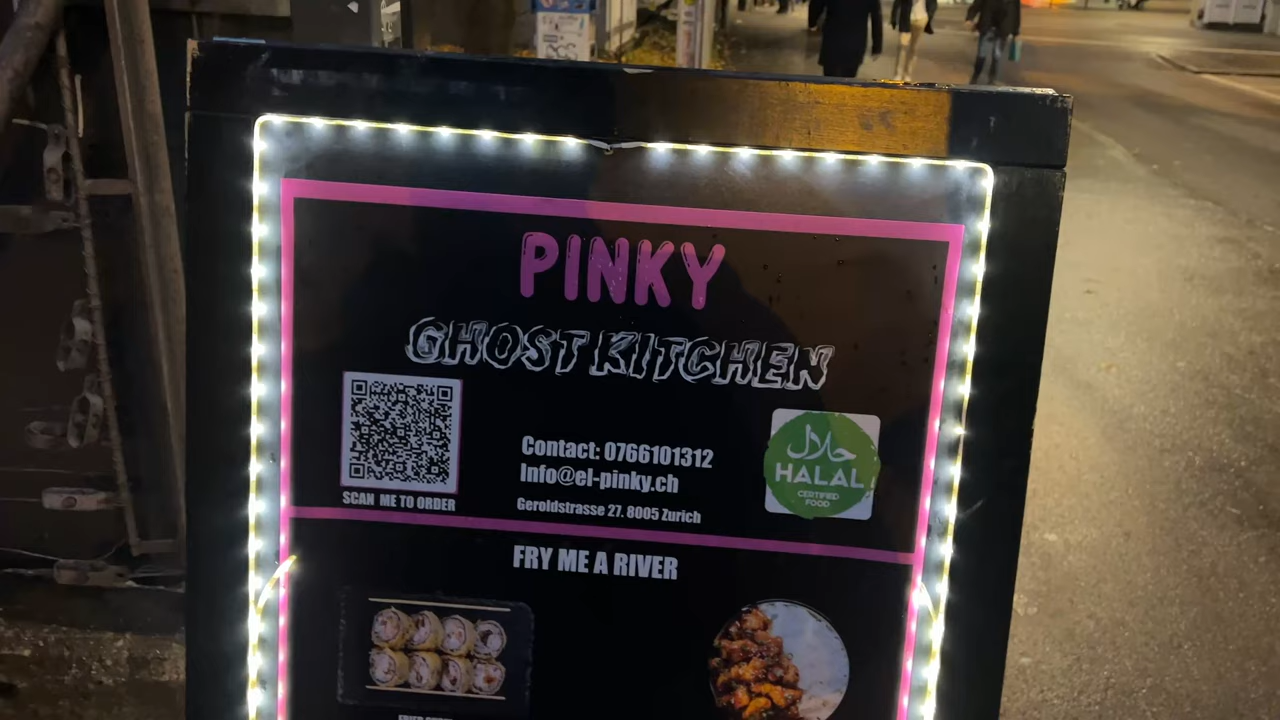 PINKY
GHOST KITCHEN
Contact: 0766101312
Info@el-pinky.ch
Geroldstrasse 27. 8005 Zurich
SCAN ME TO ORDER
حلال
HALAL
CERTIFIED
FOOD
FRY ME A RIVER